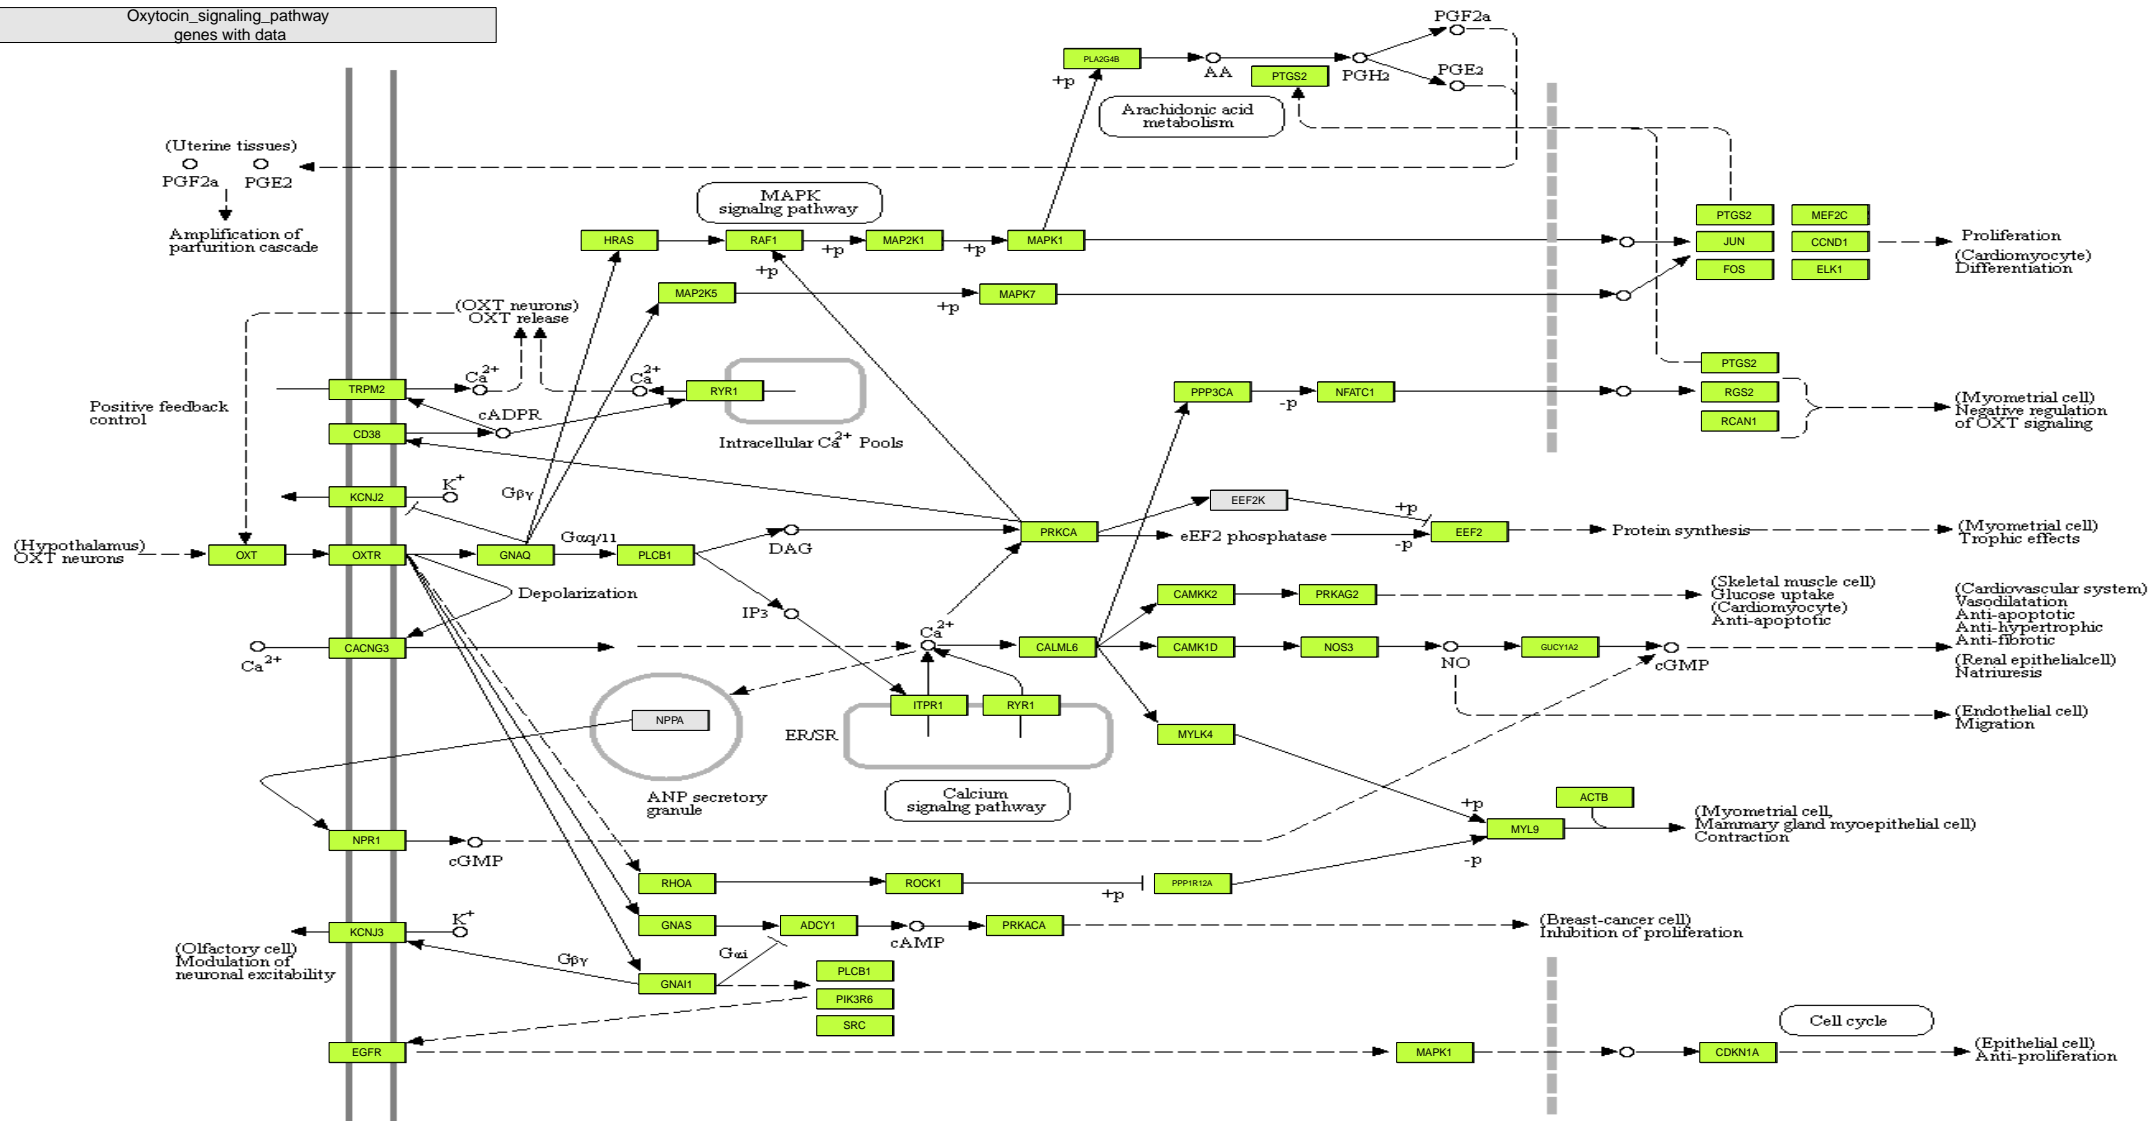 Oxytocin_signaling_pathway
genes with data
PGF2a
PLA2G4B
+p
AA
PTGS2
PGH2
PGE2
Arachidonic acid
metabolism
(Uterine tissues)
PGF2a
PGE2
Amplification of
parfurition cascade
MAPK
signalng pathway
HRAS
RAF1
+p
MAP2K1
+p
MAPK1
+p
PTGS2
MEF2C
JUN
CCND1
FOS
ELK1
Proliferation
(Cardiomyocyte)
Differentiation
MAP2K5
+p
MAPK7
(OXT neurons)
OXT release
PTGS2
RGS2
RCAN1
TRPM2
Ca2+
Ca2+
RYR1
PPP3CA
-p
NFATC1
(Myometrial cell)
Negative regulation
of OXT signaling
Positive feedback
control
cADPR
CD38
Intracellular Ca2+ Pools
KCNJ2
K+
Gβγ
EEF2K
+p
PRKCA
eEF2 phosphatase
-p
EEF2
Protein synthesis
(Myometrial cell)
Trophic effects
(Hypothalamus)
OXT neurons
OXT
OXTR
GNAQ
Gαq/11
PLCB1
DAG
Depolarization
IP3
CAMKK2
PRKAG2
(Skeletal muscle cell)
Glucose uptake
(Cardiomyocyte)
Anti-apoptotic
(Cardiovascular system)
Vasodilatation
Anti-apoptotic
Anti-hypertrophic
Anti-fibrotic
(Renal epithelialcell)
Natriuresis
Ca2+
CACNG3
Ca2+
CALML6
CAMK1D
NOS3
NO
GUCY1A2
cGMP
NPPA
ITPR1
RYR1
ER/SR
MYLK4
(Endothelial cell)
Migration
ANP secretory
granule
Calcium
signalng pathway
+p
ACTB
MYL9
-p
(Myometrial cell,
Mammary gland myoepithelial cell)
Contraction
NPR1
cGMP
RHOA
ROCK1
+p
PPP1R12A
KCNJ3
K+
GNAS
ADCY1
cAMP
PRKACA
(Breast-cancer cell)
Inhibition of proliferation
(Olfactory cell)
Modulation of
neuronal excitability
Gβγ
Gαi
GNAI1
PLCB1
PIK3R6
SRC
Cell cycle
EGFR
MAPK1
CDKN1A
(Epithelial cell)
Anti-proliferation